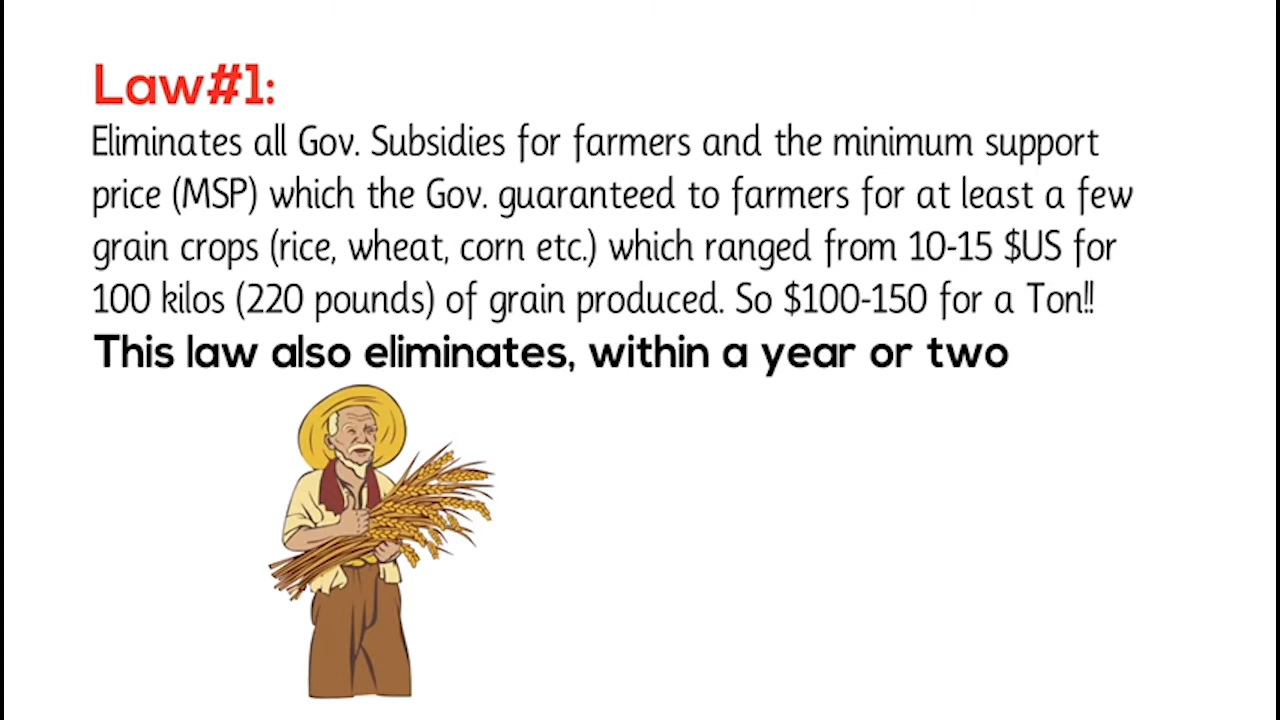 Law#1:
Eliminates all Gov. Subsidies for farmers and the minimum support
price (MSP) which the Gov. guaranteed to farmers for at least a few
grain crops (rice, wheat, corn etc.) which ranged from 10-15 $US for
100 kilos (220 pounds) of grain produced. So $100-150 for a Ton!!
This law also eliminates, within a year or two